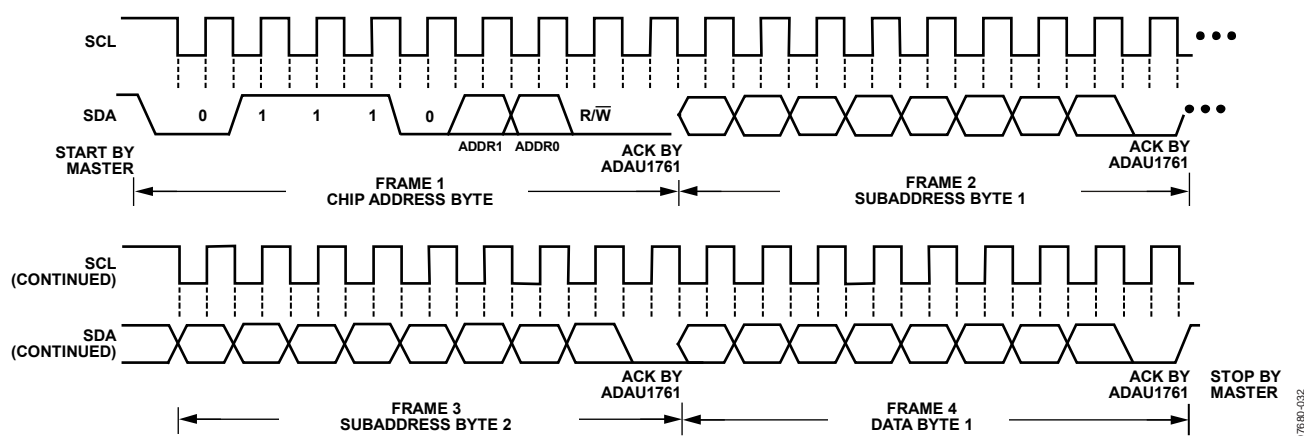 SCL
SDA
0 1 1 1 0 R/W̅
ADDR1 ADDR0
START BY
MASTER
ACK BY
ADAU1761
ACK BY
ADAU1761
FRAME 1
CHIP ADDRESS BYTE
FRAME 2
SUBADDRESS BYTE 1
SCL
(CONTINUED)
SDA
(CONTINUED)
ACK BY
ADAU1761
ACK BY
ADAU1761
STOP BY
MASTER
FRAME 3
SUBADDRESS BYTE 2
FRAME 4
DATA BYTE 1